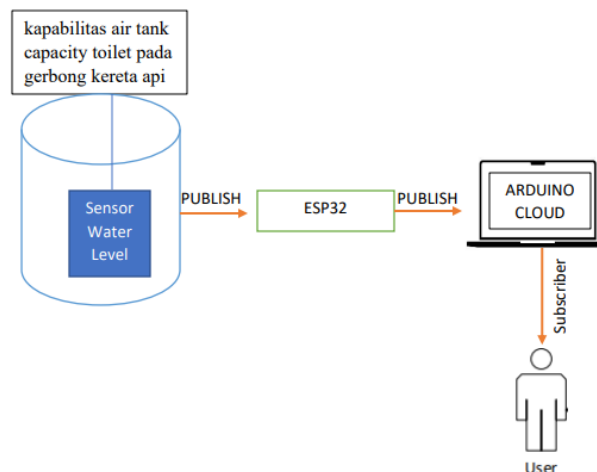 kapabilitas air tank
capacity toilet pada
gerbong kereta api
Sensor
Water
Level
PUBLISH
ESP32
PUBLISH
ARDUINO
CLOUD
Subscriber
User